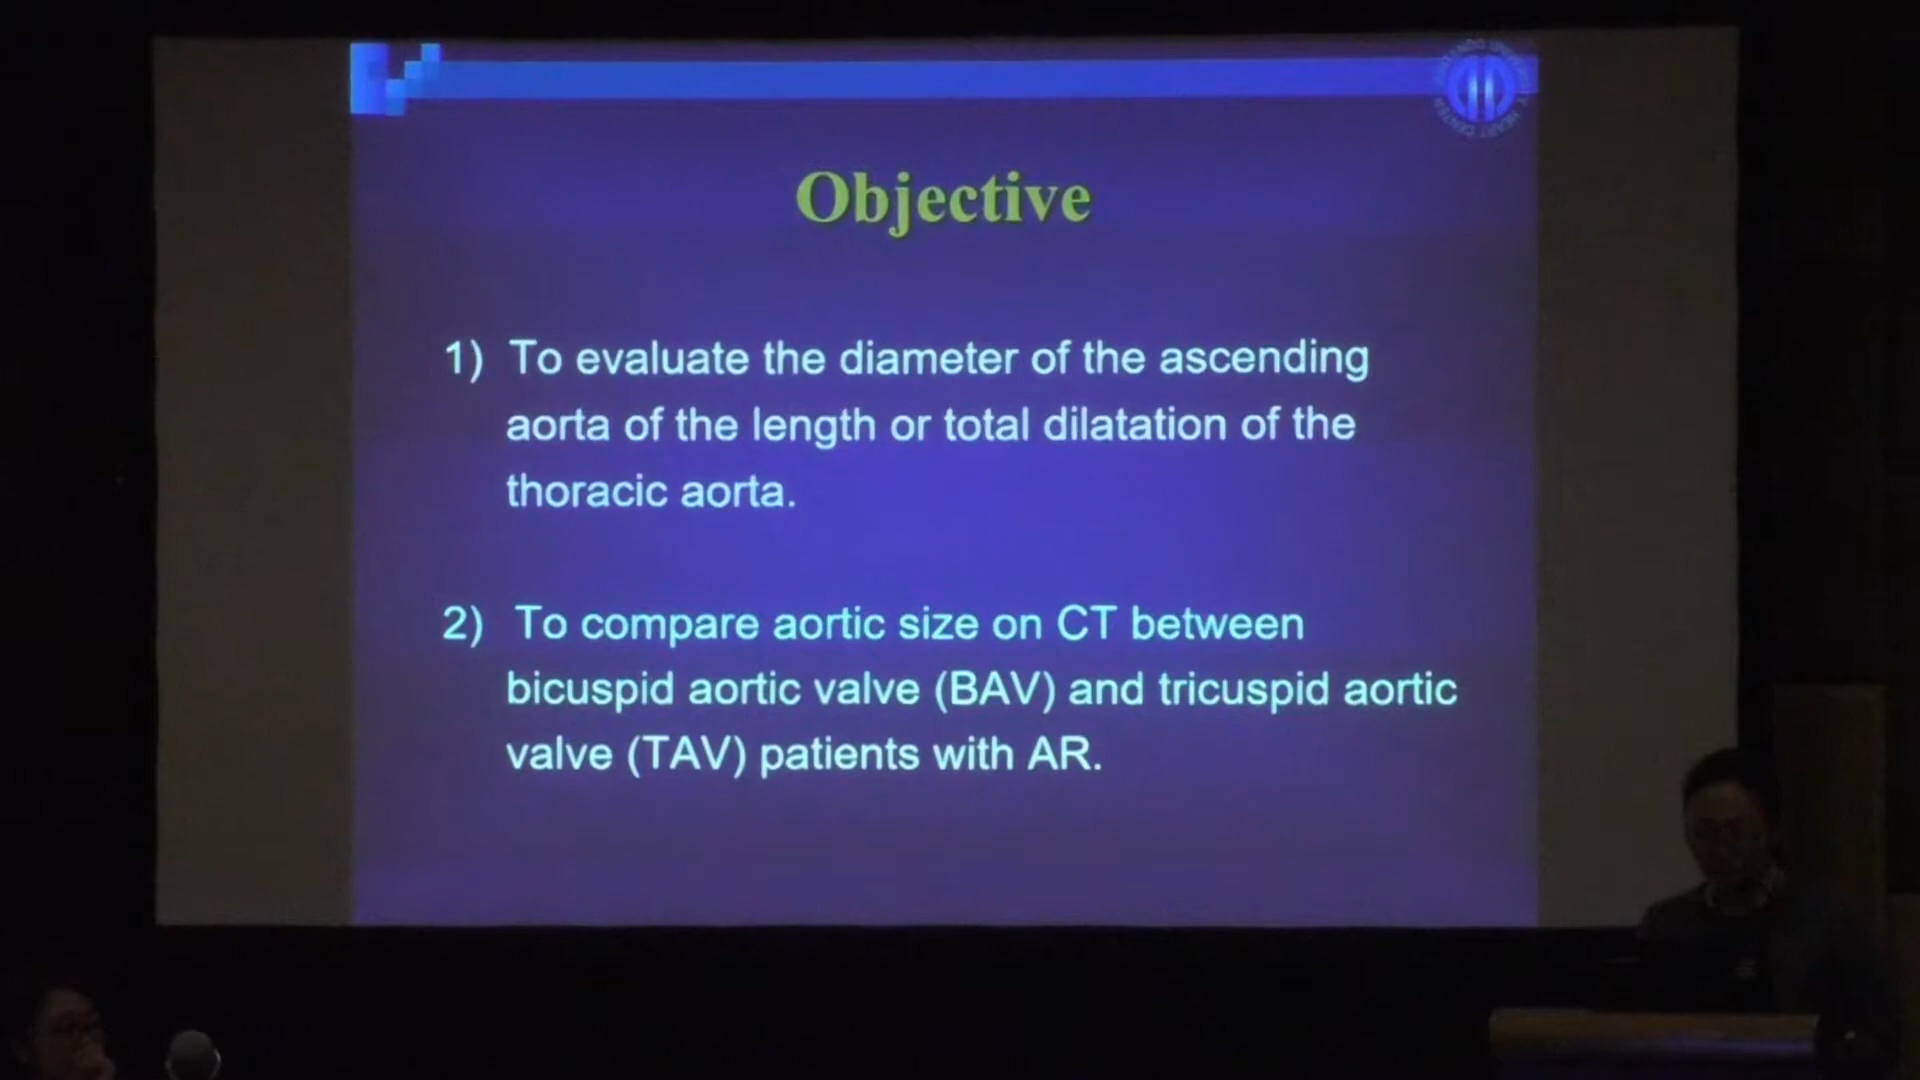 HEART CENTER
Objective
1) To evaluate the diameter of the ascending
aorta of the length or total dilatation of the
thoracic aorta.
2) To compare aortic size on CT between
bicuspid aortic valve (BAV) and tricuspid aortic
valve (TAV) patients with AR.